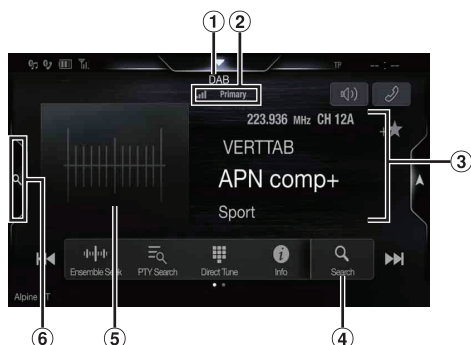 ① ②
TP -- : --
DAB
Primary
223.936 MHz CH 12A
VERTTAB
③
APN comp+
Sport
Ensemble Seek PTY Search Direct Tune Info Search
Alpine
⑥ ⑤ ④